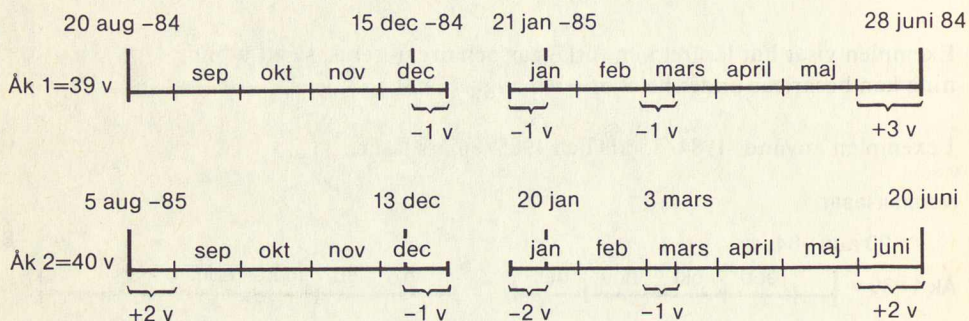 20 aug –84 15 dec –84 21 jan –85 28 juni 84
Åk 1=39 v sep okt nov dec jan feb mars april maj
–1 v –1 v –1 v +3 v
5 aug –85 13 dec 20 jan 3 mars 20 juni
Åk 2=40 v sep okt nov dec jan feb mars april maj juni
+2 v –1 v –2 v –1 v +2 v